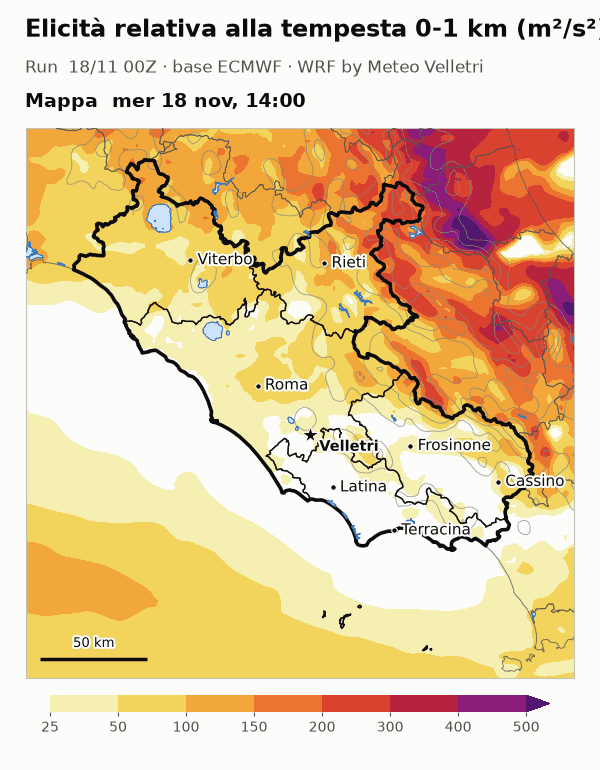 Elicità relativa alla tempesta 0-1 km (m²/s²)
Run 18/11 00Z · base ECMWF · WRF by Meteo Velletri
Mappa mer 18 nov, 14:00
Viterbo
Rieti
Roma
Velletri
Frosinone
Cassino
Latina
Terracina
50 km
25 50 100 150 200 300 400 500